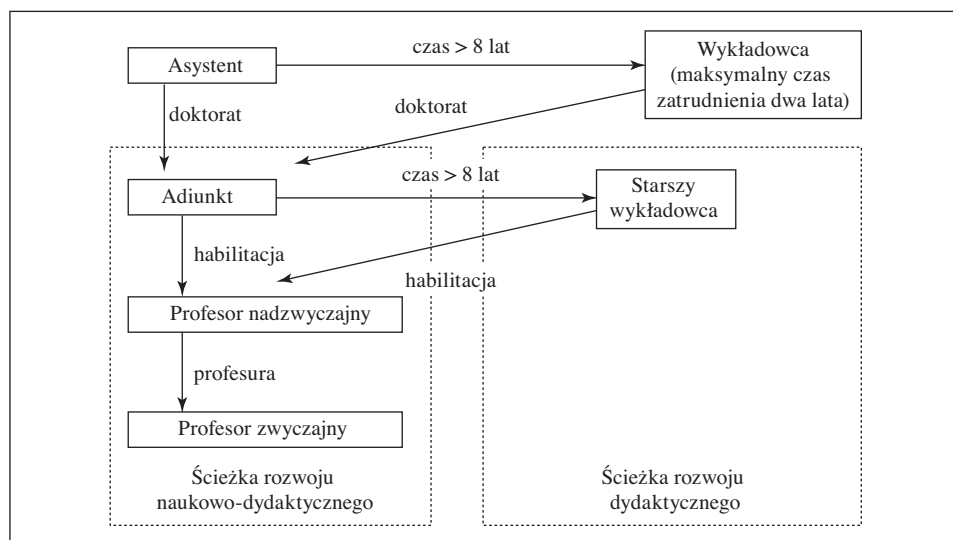 Asystent
czas > 8 lat
Wykładowca
(maksymalny czas
zatrudnienia dwa lata)
doktorat
doktorat
Adiunkt
czas > 8 lat
Starszy
wykładowca
habilitacja
habilitacja
Profesor nadzwyczajny
profesura
Profesor zwyczajny
Ścieżka rozwoju
naukowo-dydaktycznego
Ścieżka rozwoju
dydaktycznego